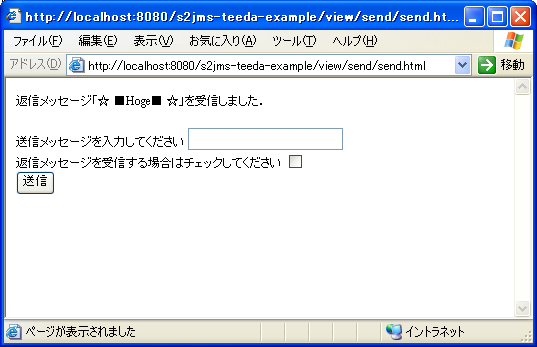 http://localhost:8080/s2jms-teeda-example/view/send/send.ht...
ファイル(F) 編集(E) 表示(V) お気に入り(A) ツール(T) ヘルプ(H)
アドレス(D) http://localhost:8080/s2jms-teeda-example/view/send/send.html 移動
返信メッセージ「☆ ■Hoge■ ☆」を受信しました.
送信メッセージを入力してください
返信メッセージを受信する場合はチェックしてください
送信
ページが表示されました イントラネット